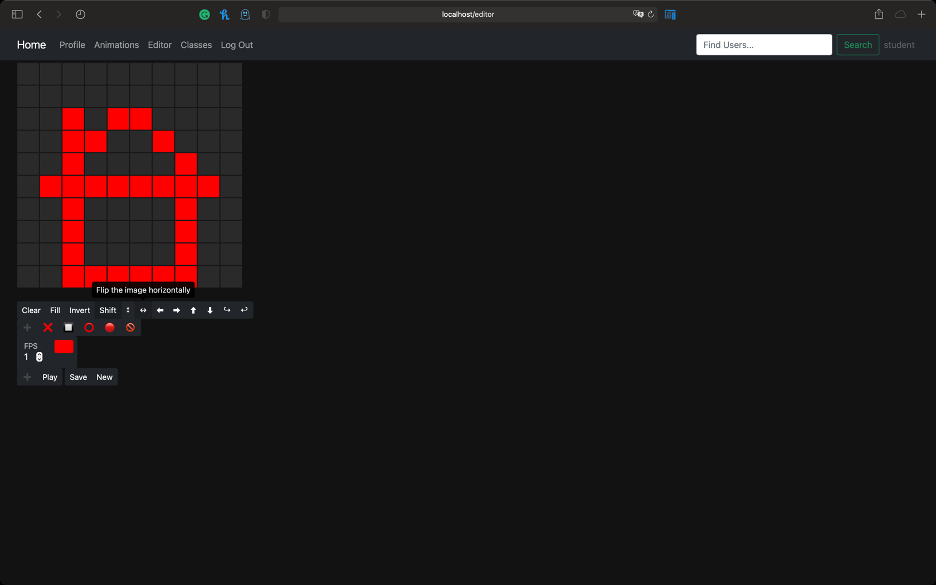 localhost/editor
Home Profile Animations Editor Classes Log Out Find Users... Search student
Flip the image horizontally
Clear Fill Invert Shift
FPS
1
Play Save New